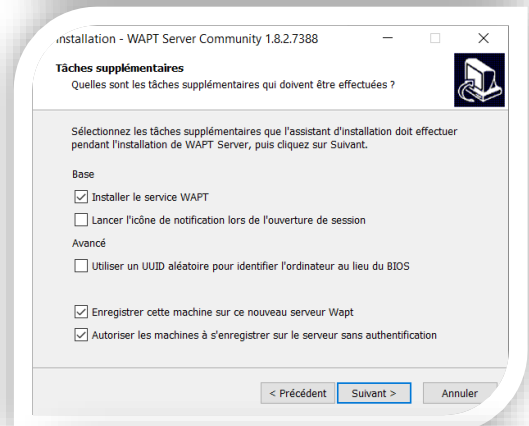 Installation - WAPT Server Community 1.8.2.7388
Tâches supplémentaires
Quelles sont les tâches supplémentaires qui doivent être effectuées ?
Sélectionnez les tâches supplémentaires que l'assistant d'installation doit effectuer
pendant l'installation de WAPT Server, puis cliquez sur Suivant.
Base
Installer le service WAPT
Lancer l'icône de notification lors de l'ouverture de session
Avancé
Utiliser un UUID aléatoire pour identifier l'ordinateur au lieu du BIOS
Enregistrer cette machine sur ce nouveau serveur Wapt
Autoriser les machines à s'enregistrer sur le serveur sans authentification
< Précédent
Suivant >
Annuler